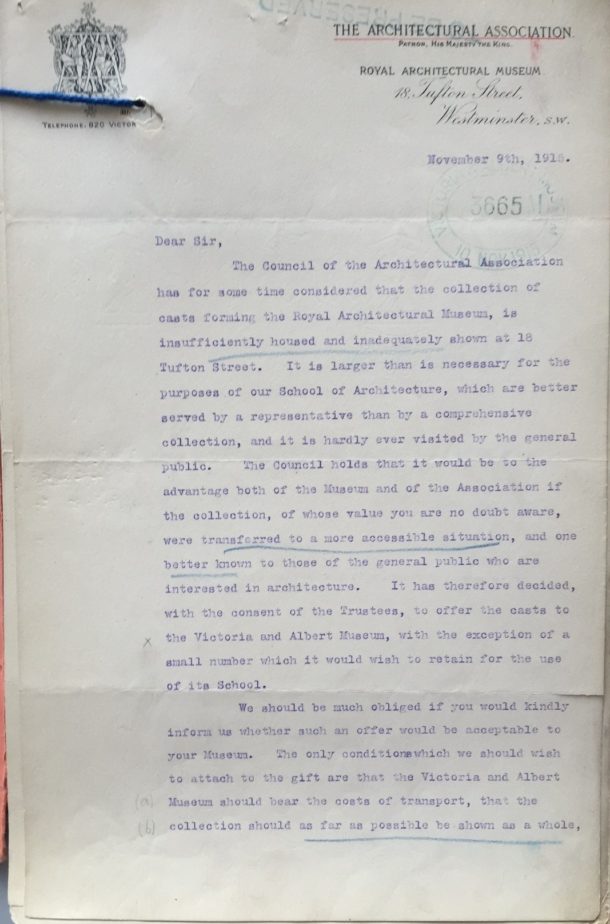 BE PRESERVED
THE ARCHITECTURAL ASSOCIATION.
PATRON, HIS MAJESTY THE KING.
ROYAL ARCHITECTURAL MUSEUM
18, Tufton Street,
Westminster, S.W.
TELEPHONE, 820 VICTOR
November 9th, 1915.
3665
Dear Sir,
The Council of the Architectural Association
has for some time considered that the collection of
casts forming the Royal Architectural Museum, is
insufficiently housed and inadequately shown at 18
Tufton Street. It is larger than is necessary for the
purposes of our School of Architecture, which are better
served by a representative than by a comprehensive
collection, and it is hardly ever visited by the general
public. The Council holds that it would be to the
advantage both of the Museum and of the Association if
the collection, of whose value you are no doubt aware,
were transferred to a more accessible situation, and one
better known to those of the general public who are
interested in architecture. It has therefore decided,
with the consent of the Trustees, to offer the casts to
x the Victoria and Albert Museum, with the exception of a
small number which it would wish to retain for the use
of its School.
We should be much obliged if you would kindly
inform us whether such an offer would be acceptable to
your Museum. The only conditionswhich we should wish
to attach to the gift are that the Victoria and Albert
(a) Museum should bear the costs of transport, that the
(b) collection should as far as possible be shown as a whole,